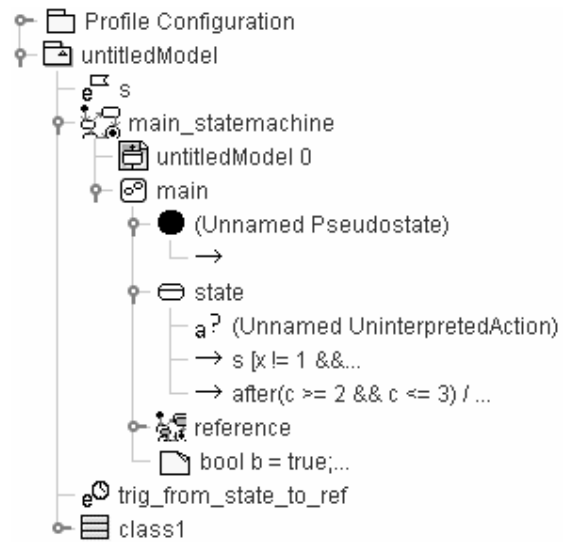 Profile Configuration
untitledModel
e s
main_statemachine
untitledModel 0
main
(Unnamed Pseudostate)
state
a? (Unnamed UninterpretedAction)
s [x != 1 &&...
after(c >= 2 && c <= 3) / ...
reference
bool b = true;...
e trig_from_state_to_ref
class1